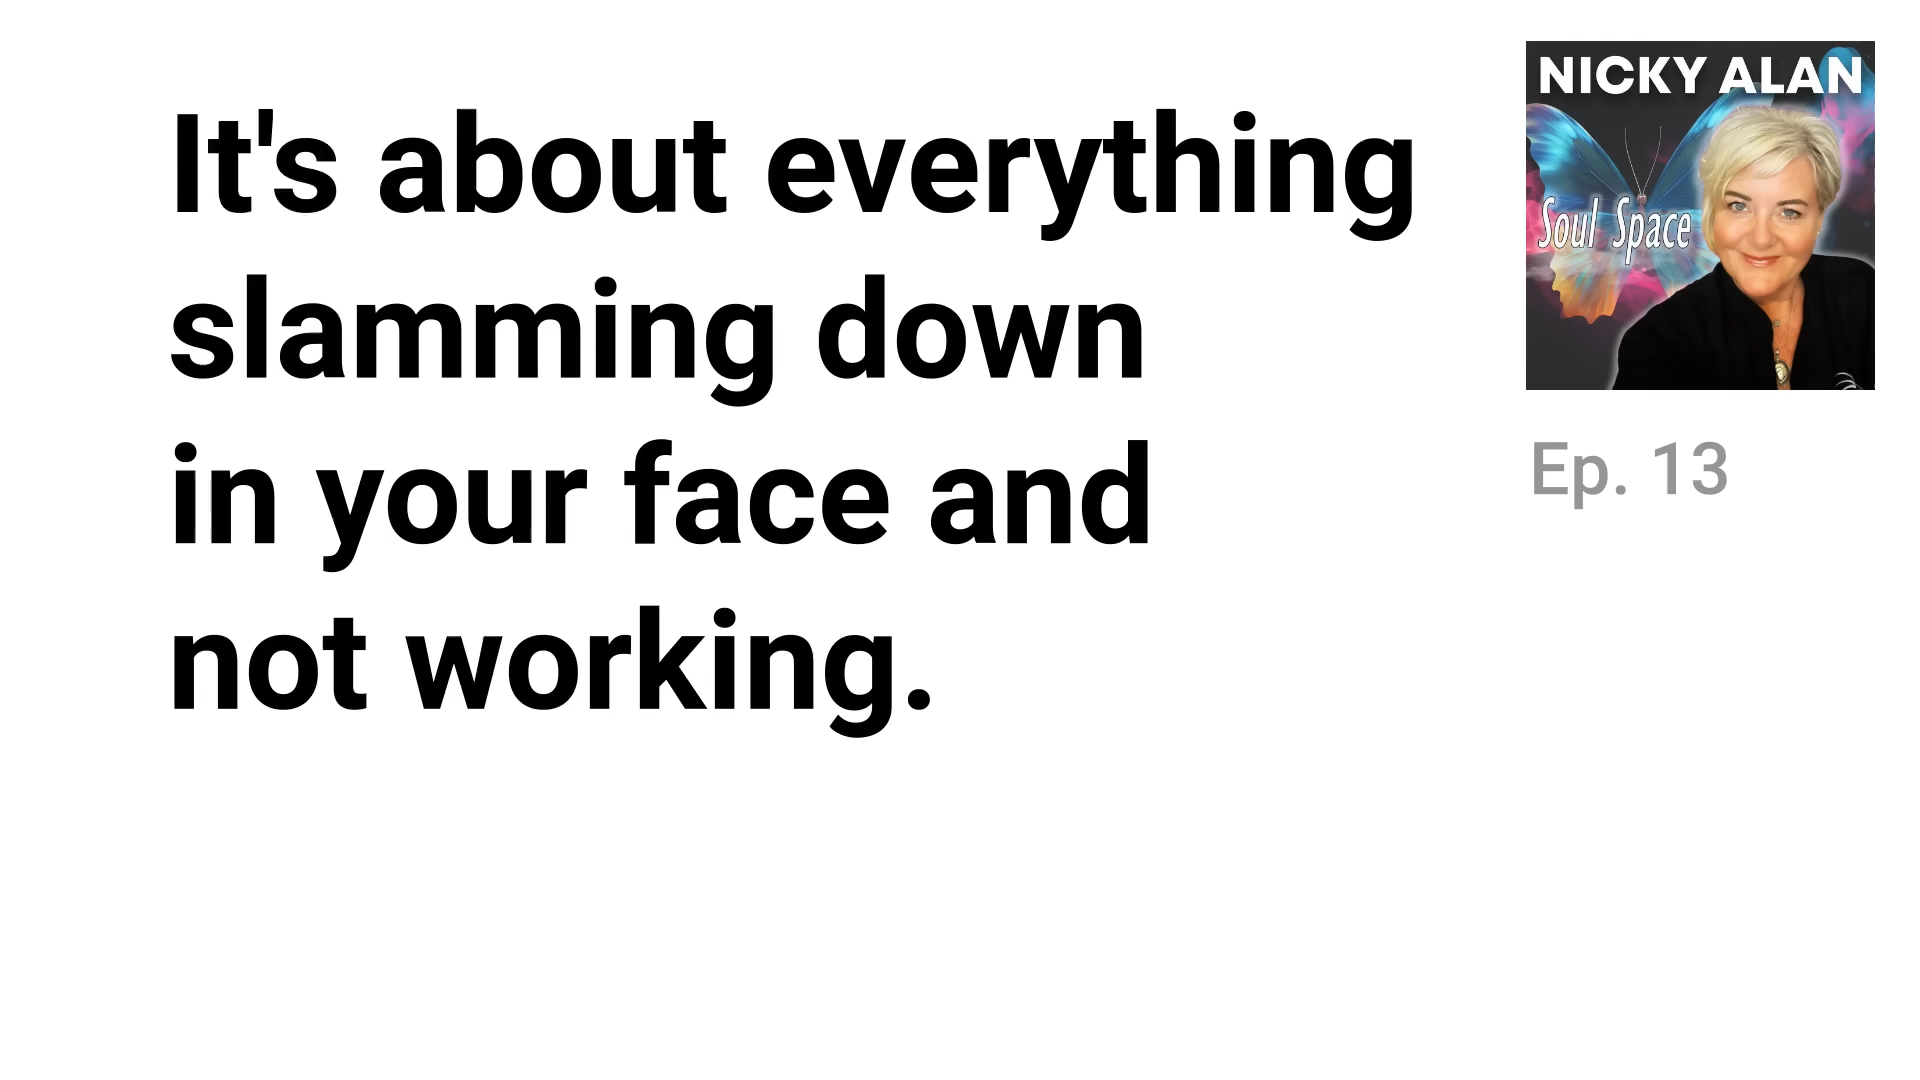 It's about everything
slamming down
in your face and
not working.
NICKY ALAN
Soul Space
Ep. 13